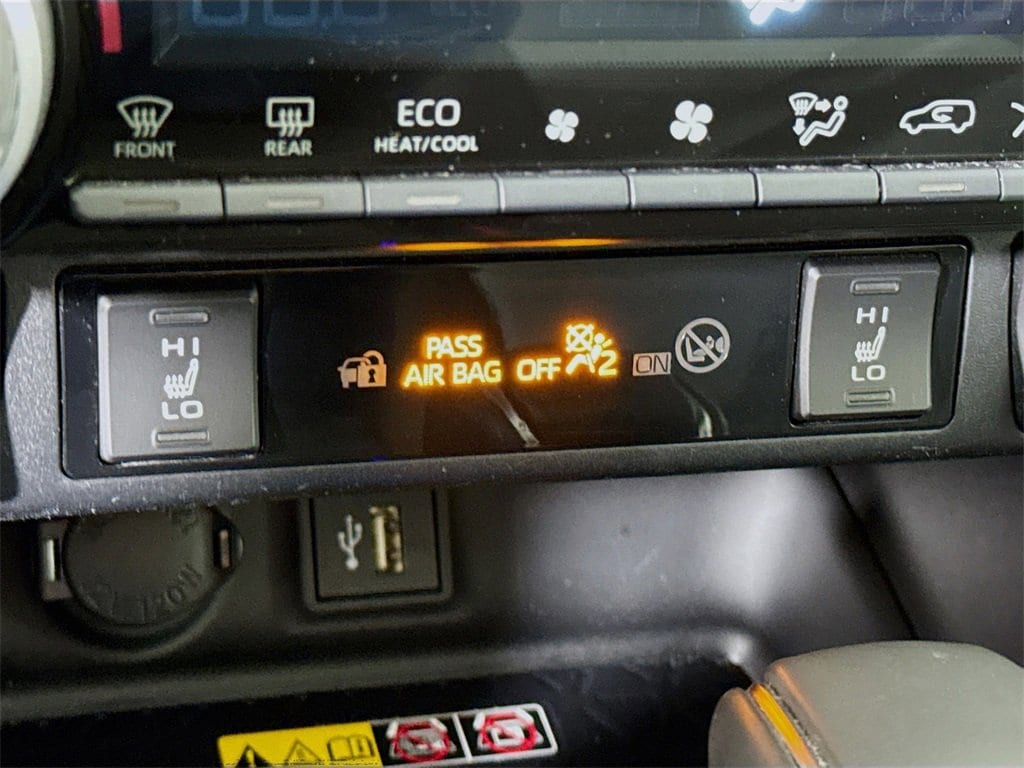 FRONT
REAR
ECO
HEAT/COOL
HI
LO
PASS
AIR BAG
OFF
2
ON
HI
LO